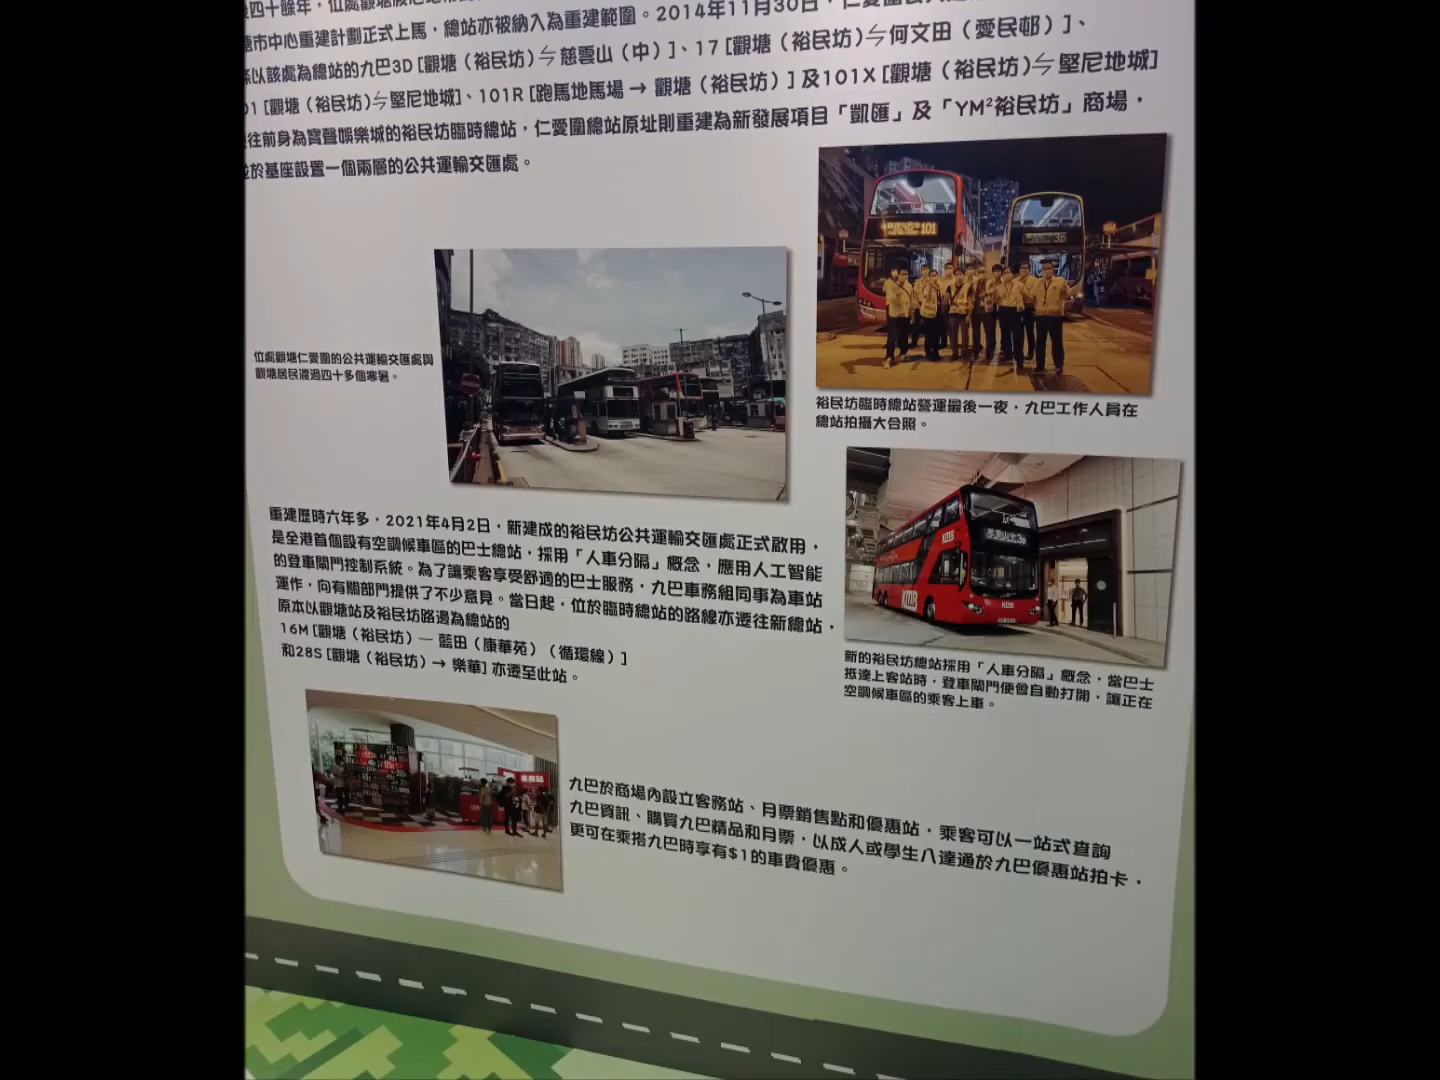 四十餘年，位處觀塘
市中心重建計劃正式上馬，總站亦被納入為重建範圍。2014年11月30日，仁愛圍
以該處為總站的九巴3D [觀塘（裕民坊）⇋ 慈雲山（中）]、17 [觀塘（裕民坊）⇋ 何文田（愛民邨）]、
01 [觀塘（裕民坊）⇋ 堅尼地城]、101R [跑馬地馬場 → 觀塘（裕民坊）] 及101X [觀塘（裕民坊）⇋ 堅尼地城]
往前身為寶聲娛樂城的裕民坊臨時總站，仁愛圍總站原址則重建為新發展項目「凱匯」及「YM²裕民坊」商場，
並於基座設置一個兩層的公共運輸交匯處。
101
位處觀塘仁愛圍的公共運輸交匯處與
觀塘居民渡過四十多個寒暑。
裕民坊臨時總站營運最後一夜，九巴工作人員在
總站拍攝大合照。
重建歷時六年多，2021年4月2日，新建成的裕民坊公共運輸交匯處正式啟用，
是全港首個設有空調候車區的巴士總站，採用「人車分隔」概念，應用人工智能
的登車閘門控制系統。為了讓乘客享受舒適的巴士服務，九巴車務組同事為車站
運作，向有關部門提供了不少意見。當日起，位於臨時總站的路線亦遷往新總站，
原本以觀塘站及裕民坊路邊為總站的
16M [觀塘（裕民坊）— 藍田（康華苑）（循環線）]
和28S [觀塘（裕民坊）→ 樂華] 亦遷至此站。
KMB
KMB
新的裕民坊總站採用「人車分隔」概念，當巴士
抵達上客站時，登車閘門便會自動打開，讓正在
空調候車區的乘客上車。
九巴於商場內設立客務站、月票銷售點和優惠站，乘客可以一站式查詢
九巴資訊、購買九巴精品和月票，以成人或學生八達通於九巴優惠站拍卡，
更可在乘搭九巴時享有$1的車費優惠。